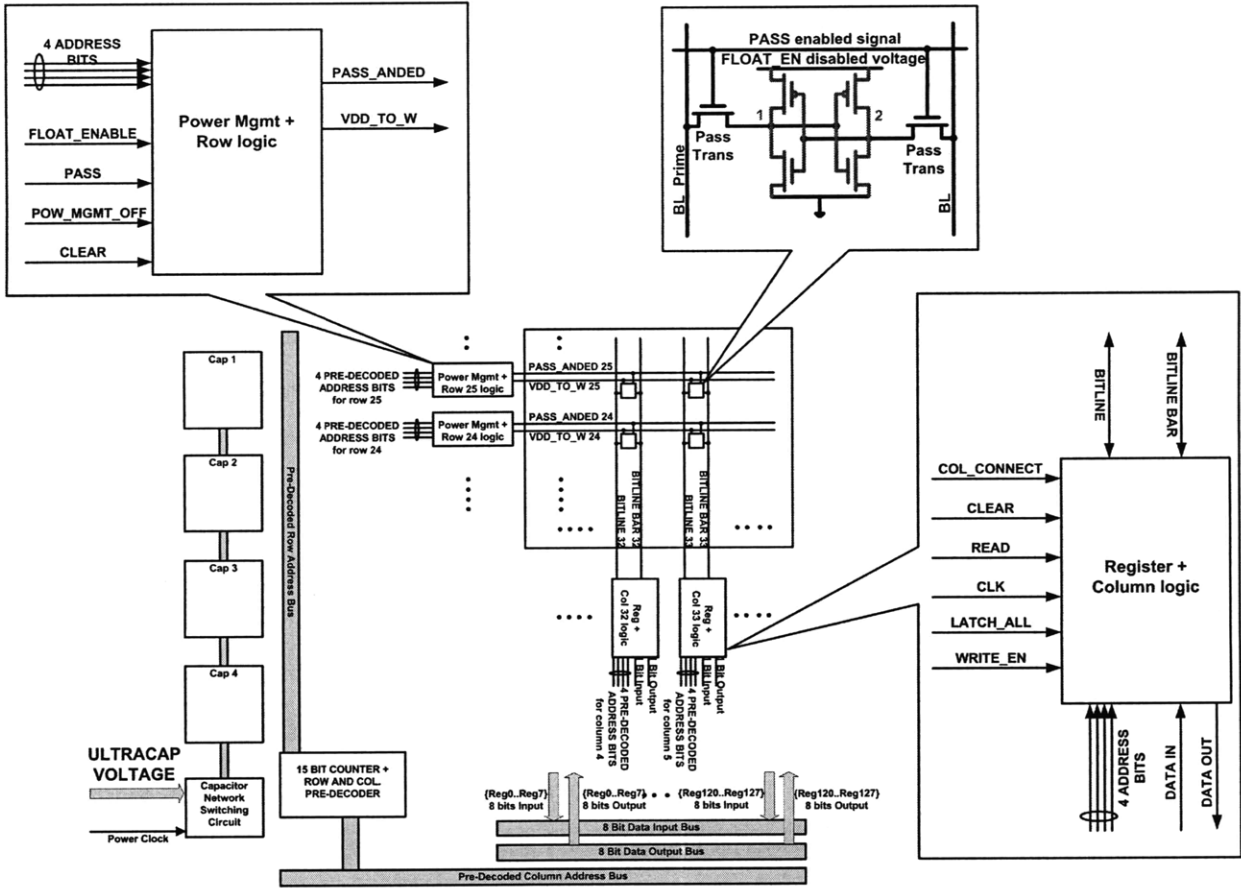 4 ADDRESS
BITS
FLOAT_ENABLE
PASS
POW_MGMT_OFF
CLEAR
Power Mgmt +
Row logic
PASS_ANDED
VDD_TO_W
PASS enabled signal
FLOAT_EN disabled voltage
1
2
Pass
Trans
Pass
Trans
BL Prime
BL
Cap 1
Cap 2
Cap 3
Cap 4
ULTRACAP
VOLTAGE
Capacitor
Network
Switching
Circuit
Power Clock
Pre-Decoded Row Address Bus
15 BIT COUNTER +
ROW AND COL.
PRE-DECODER
4 PRE-DECODED
ADDRESS BITS
for row 25
Power Mgmt +
Row 25 logic
PASS_ANDED 25
VDD_TO_W 25
4 PRE-DECODED
ADDRESS BITS
for row 24
Power Mgmt +
Row 24 logic
PASS_ANDED 24
VDD_TO_W 24
BITLINE 32
BITLINE BAR 32
BITLINE 33
BITLINE BAR 33
Reg +
Col 32 logic
Reg +
Col 33 logic
4 PRE-DECODED
ADDRESS BITS
for column 4
1 Bit Input
1 Bit Output
4 PRE-DECODED
ADDRESS BITS
for column 5
1 Bit Input
1 Bit Output
{Reg0..Reg7}
8 bits Input
{Reg0..Reg7}
8 bits Output
{Reg120..Reg127}
8 bits Input
{Reg120..Reg127}
8 bits Output
8 Bit Data Input Bus
8 Bit Data Output Bus
Pre-Decoded Column Address Bus
BITLINE
BITLINE BAR
COL_CONNECT
CLEAR
READ
CLK
LATCH_ALL
WRITE_EN
Register +
Column logic
4 ADDRESS
BITS
DATA IN
DATA OUT